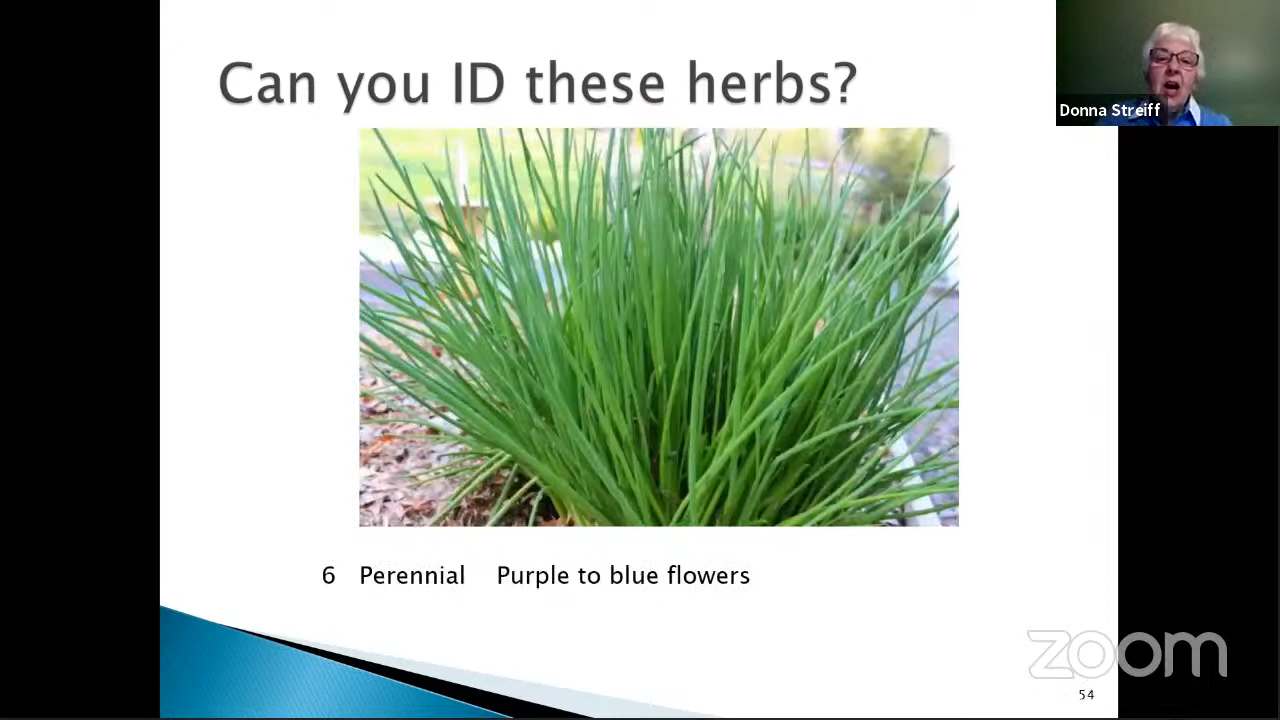 Can you ID these herbs?
Donna Streiff
6 Perennial Purple to blue flowers
zoom
54